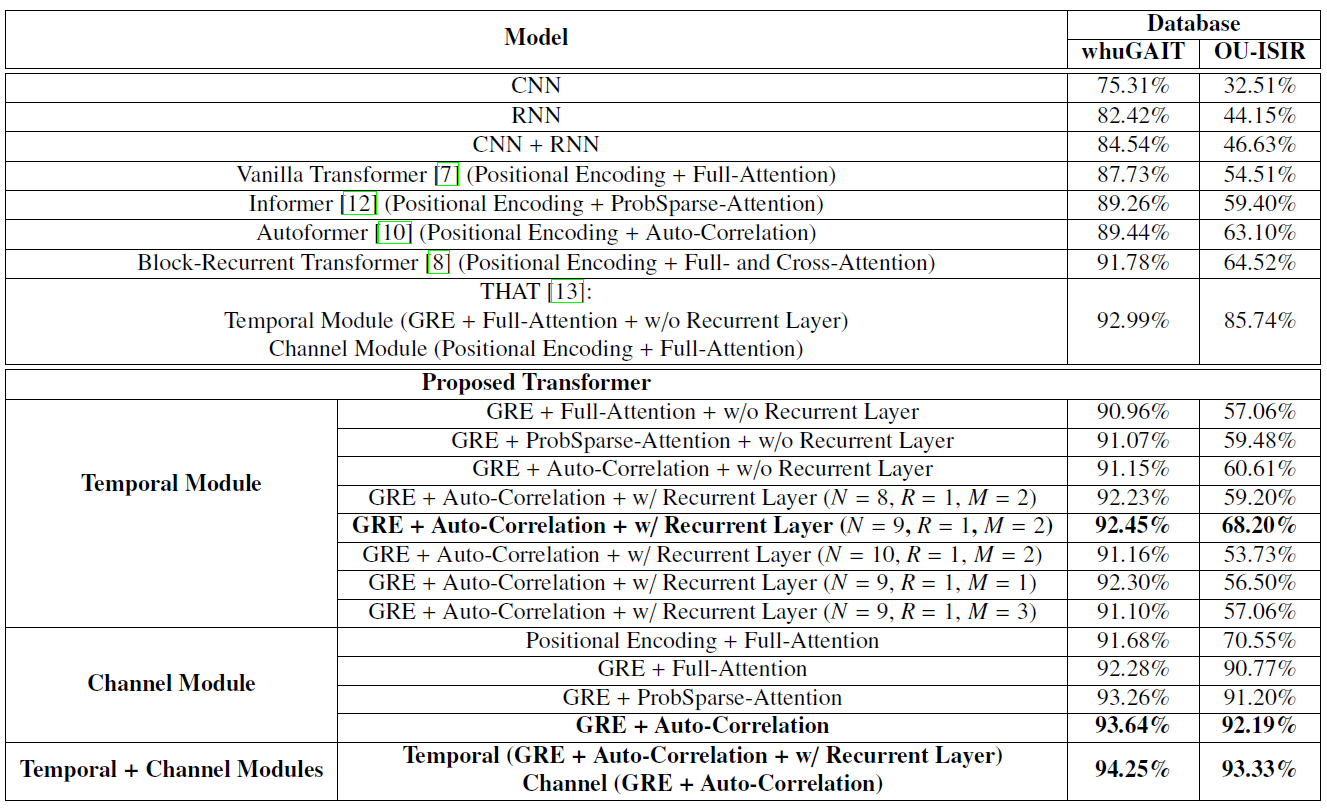 Model Database
whuGAIT OU-ISIR
CNN 75.31% 32.51%
RNN 82.42% 44.15%
CNN + RNN 84.54% 46.63%
Vanilla Transformer [7] (Positional Encoding + Full-Attention) 87.73% 54.51%
Informer [12] (Positional Encoding + ProbSparse-Attention) 89.26% 59.40%
Autoformer [10] (Positional Encoding + Auto-Correlation) 89.44% 63.10%
Block-Recurrent Transformer [8] (Positional Encoding + Full- and Cross-Attention) 91.78% 64.52%
THAT [13]:
Temporal Module (GRE + Full-Attention + w/o Recurrent Layer) 92.99% 85.74%
Channel Module (Positional Encoding + Full-Attention)
Proposed Transformer
Temporal Module
GRE + Full-Attention + w/o Recurrent Layer 90.96% 57.06%
GRE + ProbSparse-Attention + w/o Recurrent Layer 91.07% 59.48%
GRE + Auto-Correlation + w/o Recurrent Layer 91.15% 60.61%
GRE + Auto-Correlation + w/ Recurrent Layer (N = 8, R = 1, M = 2) 92.23% 59.20%
GRE + Auto-Correlation + w/ Recurrent Layer (N = 9, R = 1, M = 2) 92.45% 68.20%
GRE + Auto-Correlation + w/ Recurrent Layer (N = 10, R = 1, M = 2) 91.16% 53.73%
GRE + Auto-Correlation + w/ Recurrent Layer (N = 9, R = 1, M = 1) 92.30% 56.50%
GRE + Auto-Correlation + w/ Recurrent Layer (N = 9, R = 1, M = 3) 91.10% 57.06%
Channel Module
Positional Encoding + Full-Attention 91.68% 70.55%
GRE + Full-Attention 92.28% 90.77%
GRE + ProbSparse-Attention 93.26% 91.20%
GRE + Auto-Correlation 93.64% 92.19%
Temporal + Channel Modules
Temporal (GRE + Auto-Correlation + w/ Recurrent Layer) 94.25% 93.33%
Channel (GRE + Auto-Correlation)